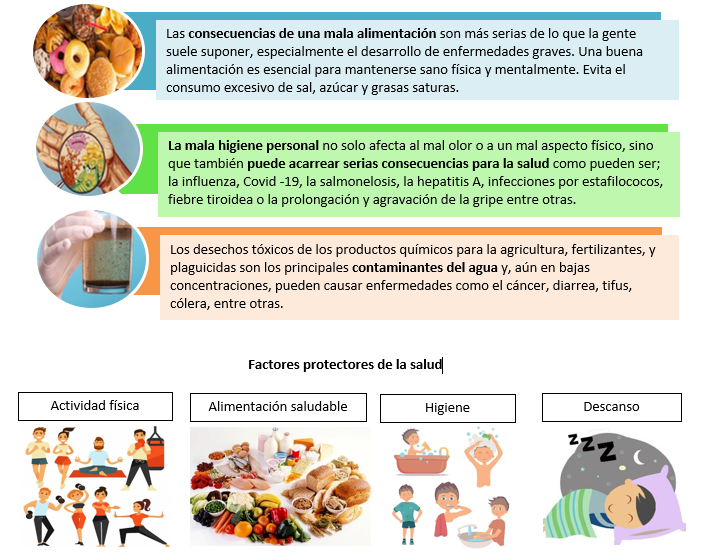 Las consecuencias de una mala alimentación son más serias de lo que la gente
suele suponer, especialmente el desarrollo de enfermedades graves. Una buena
alimentación es esencial para mantenerse sano física y mentalmente. Evita el
consumo excesivo de sal, azúcar y grasas saturas.
La mala higiene personal no solo afecta al mal olor o a un mal aspecto físico, sino
que también puede acarrear serias consecuencias para la salud como pueden ser;
la influenza, Covid -19, la salmonelosis, la hepatitis A, infecciones por estafilococos,
fiebre tiroidea o la prolongación y agravación de la gripe entre otras.
Los desechos tóxicos de los productos químicos para la agricultura, fertilizantes, y
plaguicidas son los principales contaminantes del agua y, aún en bajas
concentraciones, pueden causar enfermedades como el cáncer, diarrea, tifus,
cólera, entre otras.
Factores protectores de la salud
Actividad física
Alimentación saludable
Higiene
Descanso
z z Z